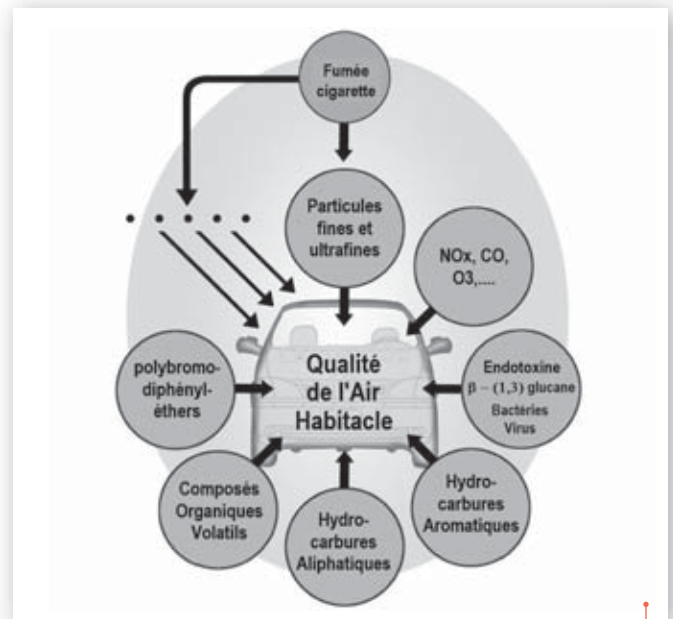 Fumée
cigarette
Particules
fines et
ultrafines
NOx, CO,
O3,....
polybromo-
diphényl-
éthers
Qualité
de l'Air
Habitacle
Endotoxine
β – (1,3) glucane
Bactéries
Virus
Composés
Organiques
Volatils
Hydro-
carbures
Aliphatiques
Hydro-
carbures
Aromatiques